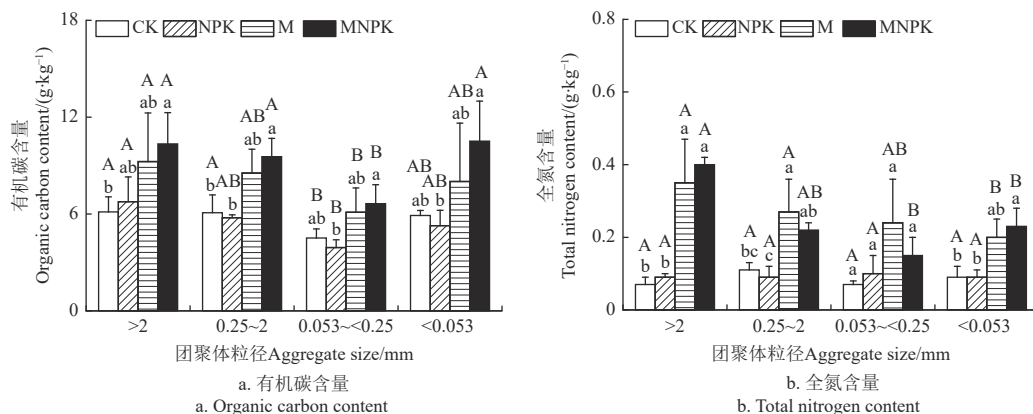 18
CK NPK M MNPK
A
A
A
A A ab a
A ab AB a
A ab A ab AB
b A AB B B AB ab
b b B B ab a AB
ab b b
12
6
0
有机碳含量
Organic carbon content/(g·kg⁻¹)
>2 0.25~2 0.053~<0.25 <0.053
团聚体粒径Aggregate size/mm
a. 有机碳含量
a. Organic carbon content
0.8
CK NPK M MNPK
A A
a a
A A
b b
A AB
a ab
A A
bc c
AB
a B
A A a
a a
B B
ab a
A A
b b
0.6
0.4
0.2
0
全氮含量
Total nitrogen content/(g·kg⁻¹)
>2 0.25~2 0.053~<0.25 <0.053
团聚体粒径Aggregate size/mm
b. 全氮含量
b. Total nitrogen content